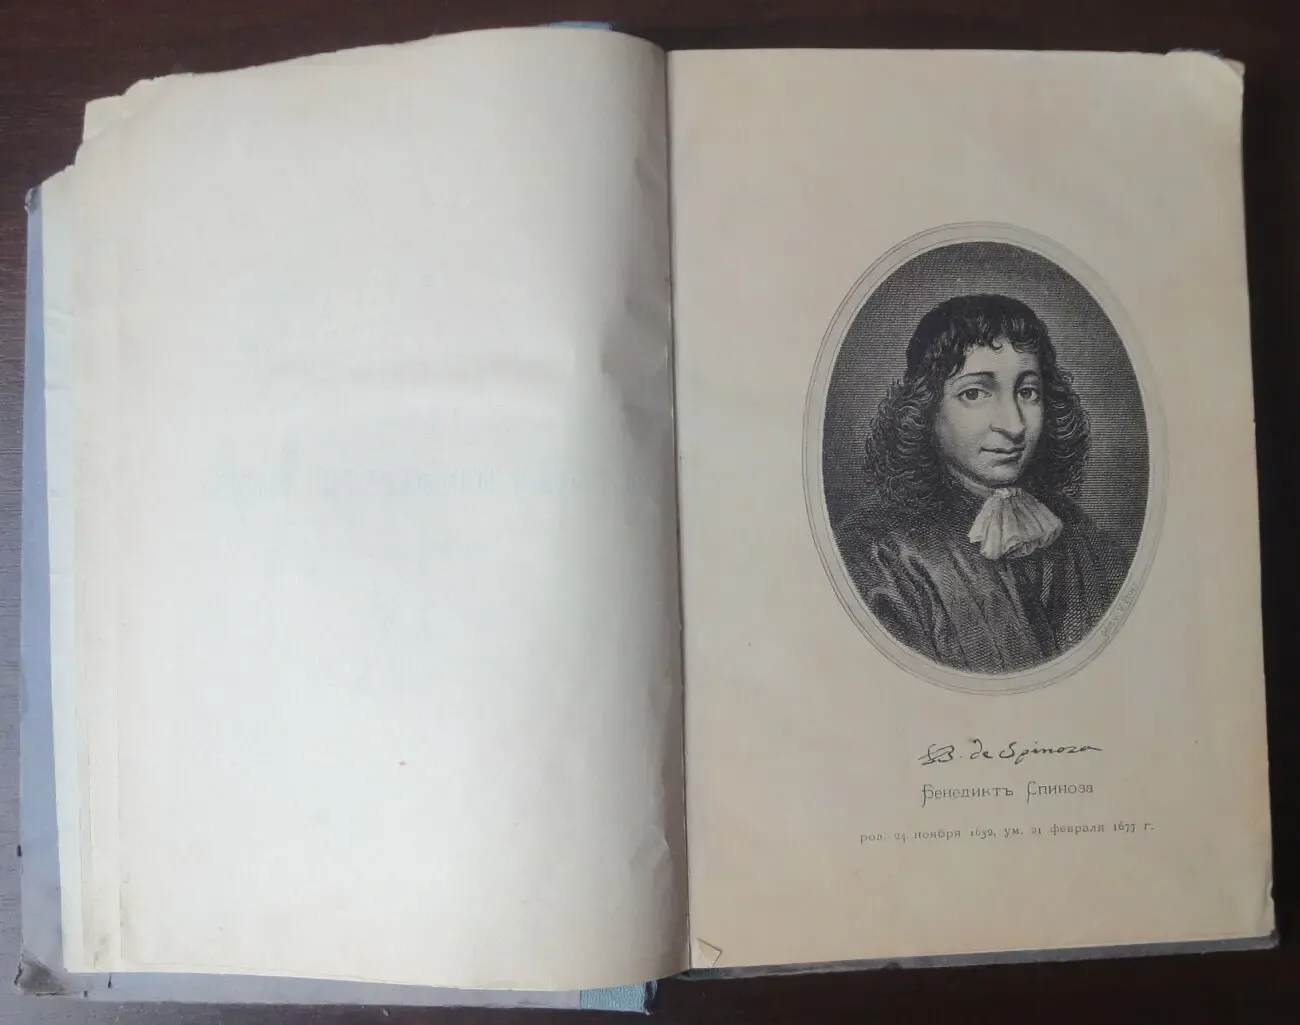 B. de Spinoza
Бенедиктъ Спиноза
род. 24 ноября 1632, ум. 21 февраля 1677 г.